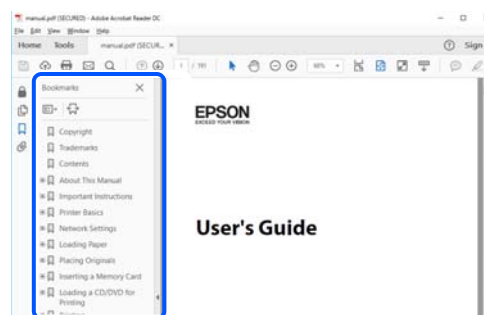 manual.pdf (SECURED) - Adobe Acrobat Reader DC
File Edit View Window Help
Home Tools manual.pdf (SECUR... ×
Sign
Bookmarks
Copyright
Trademarks
Contents
About This Manual
Important Instructions
Printer Basics
Network Settings
Loading Paper
Placing Originals
Inserting a Memory Card
Loading a CD/DVD for
Printing
EPSON
EXCEED YOUR VISION
User's Guide